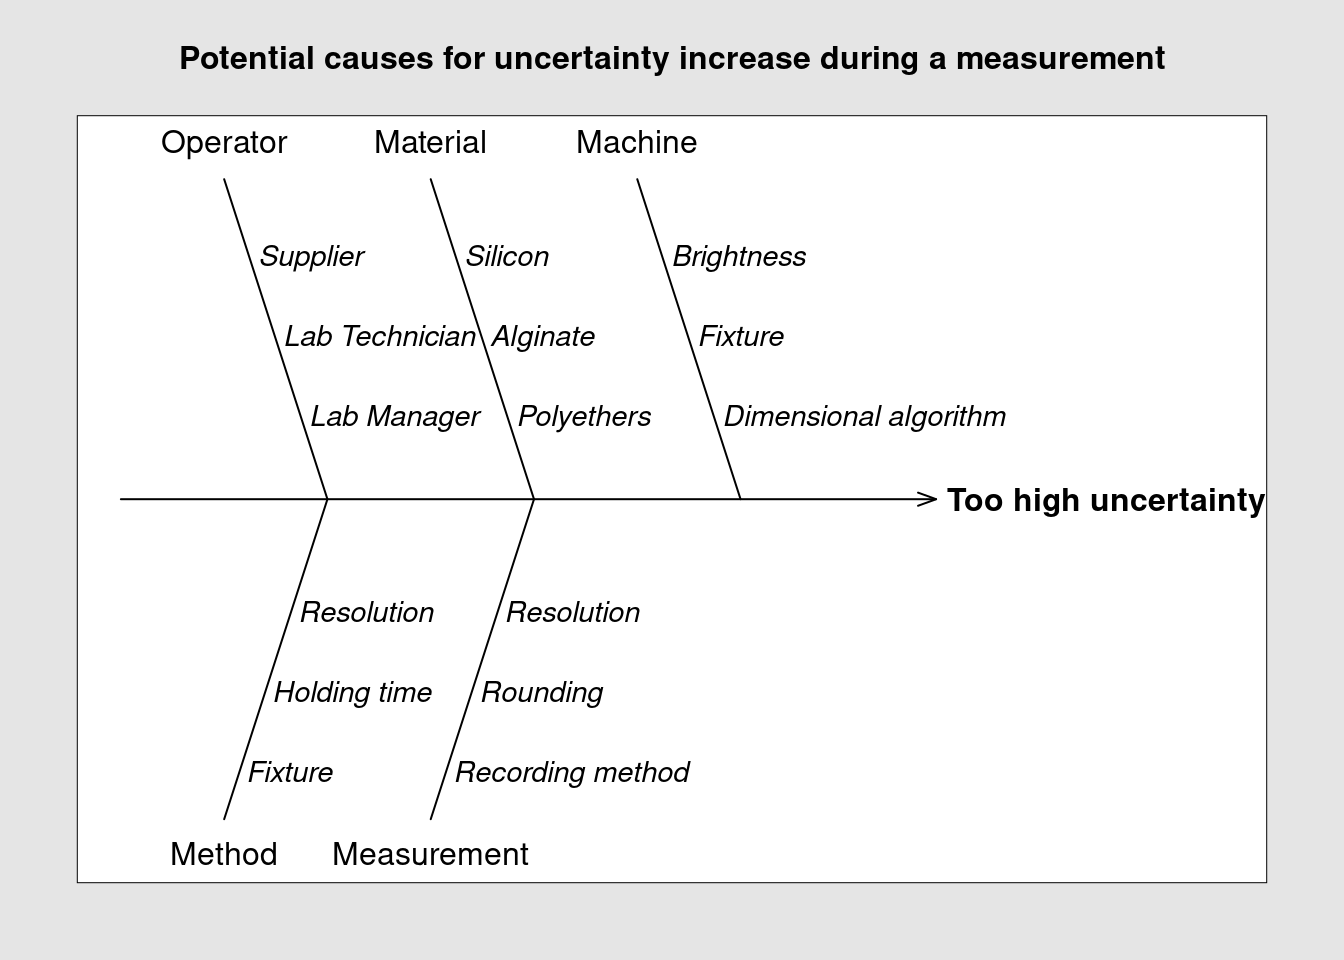 Potential causes for uncertainty increase during a measurement
Operator Material Machine
Supplier Silicon Brightness
Lab Technician Alginate Fixture
Lab Manager Polyethers Dimensional algorithm
Too high uncertainty
Resolution Resolution
Holding time Rounding
Fixture Recording method
Method Measurement